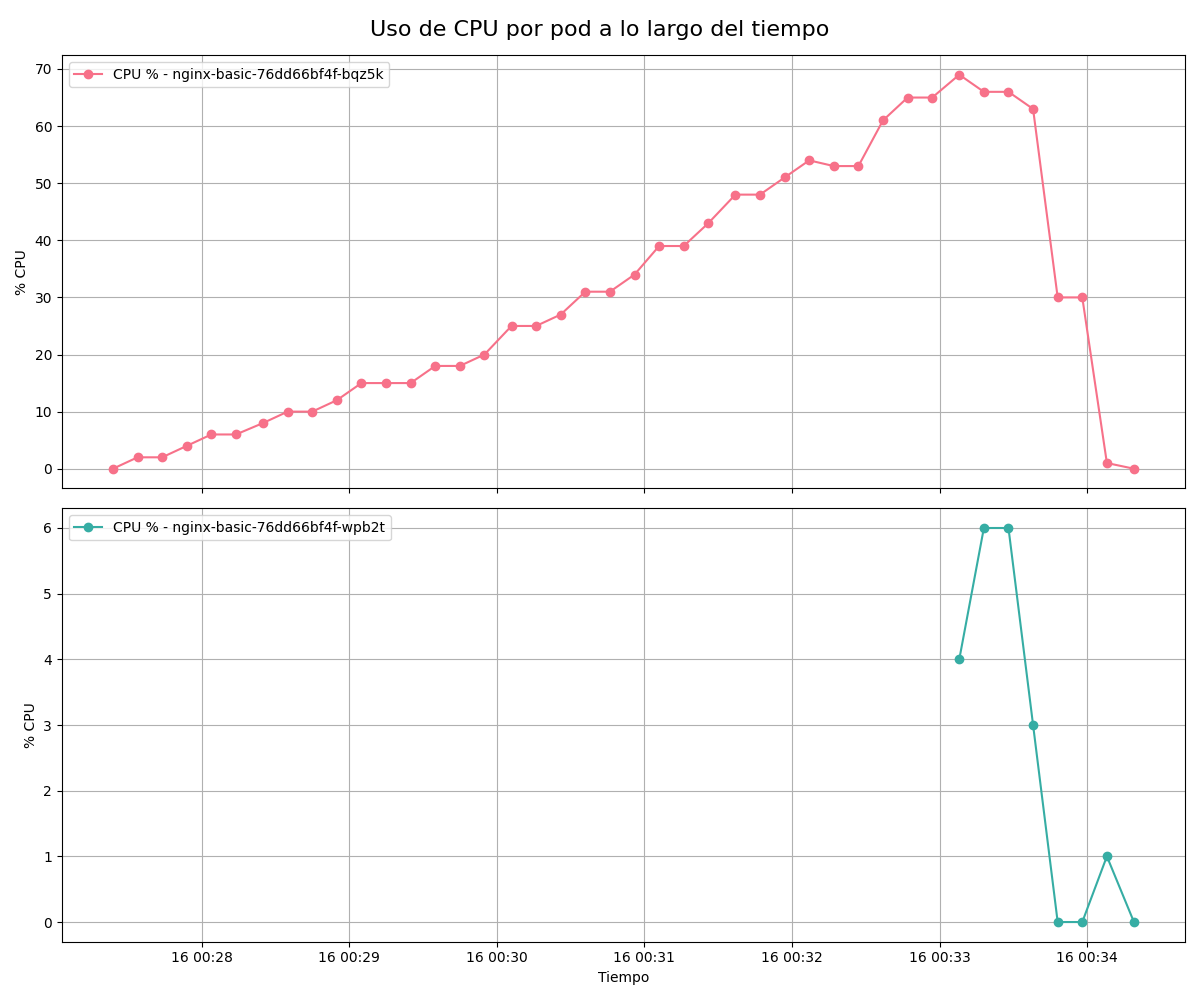 Uso de CPU por pod a lo largo del tiempo
CPU % - nginx-basic-76dd66bf4f-bqz5k
70
60
50
40
30
20
10
0
% CPU
CPU % - nginx-basic-76dd66bf4f-wpb2t
6
5
4
3
2
1
0
% CPU
16 00:28 16 00:29 16 00:30 16 00:31 16 00:32 16 00:33 16 00:34
Tiempo